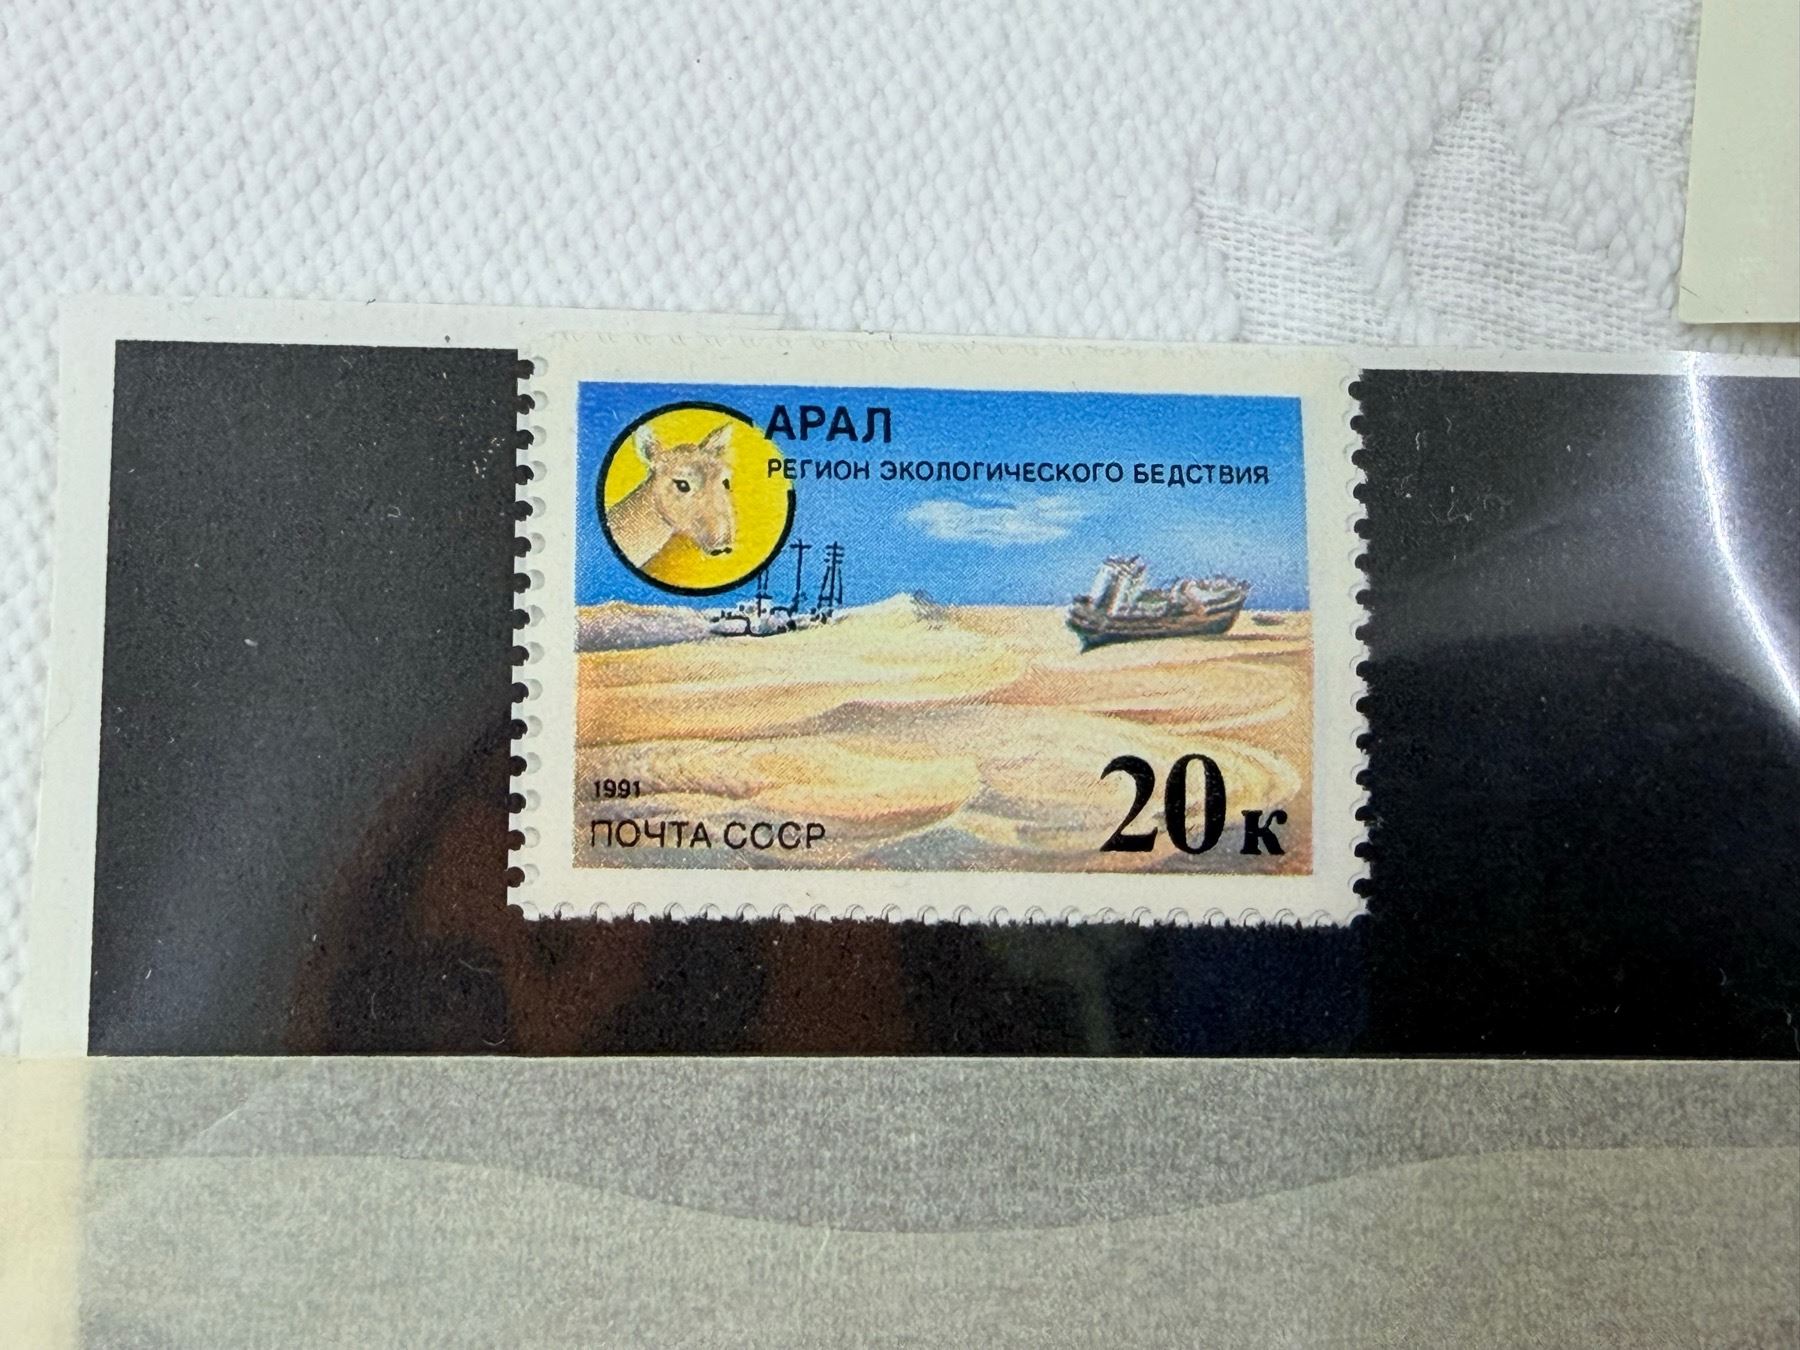 АРАЛ
РЕГИОН ЭКОЛОГИЧЕСКОГО БЕДСТВИЯ
1991
ПОЧТА СССР
20 к